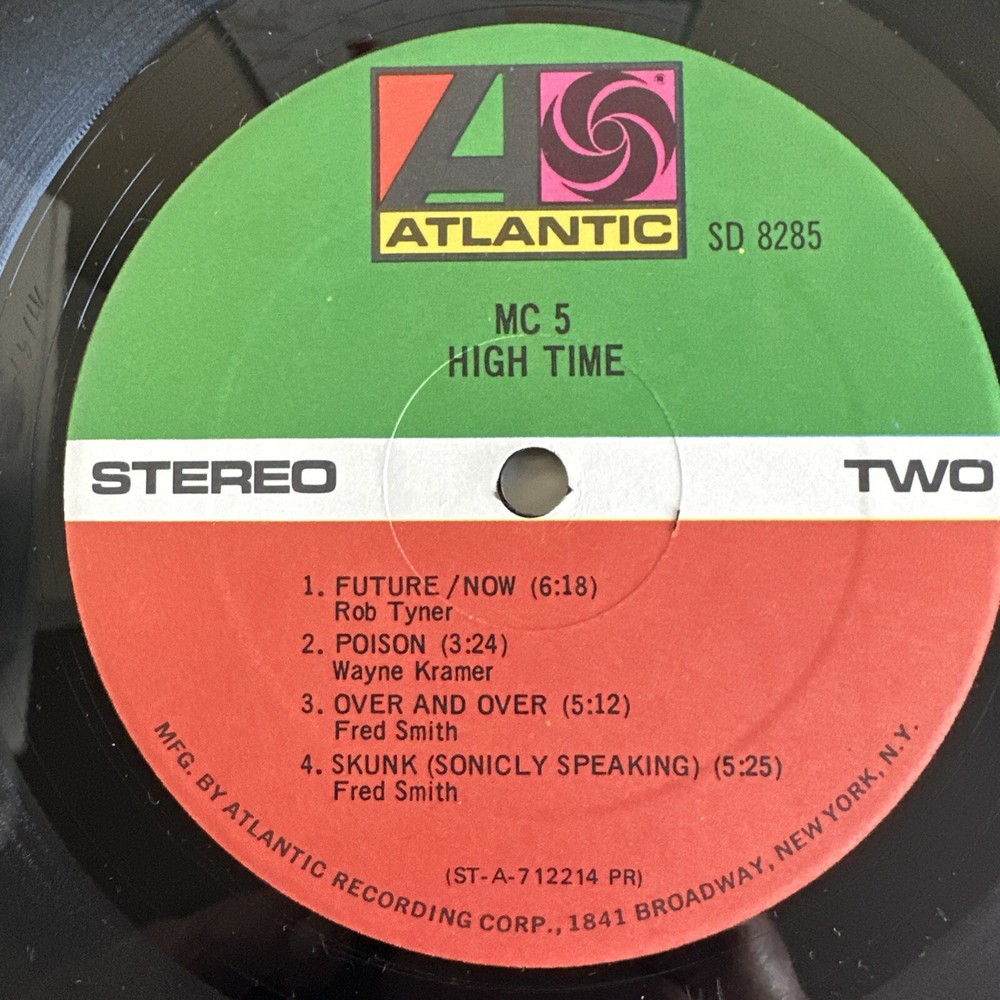 ®
ATLANTIC
SD 8285
MC 5
HIGH TIME
STEREO
TWO
1. FUTURE/NOW (6:18)
Rob Tyner
2. POISON (3:24)
Wayne Kramer
3. OVER AND OVER (5:12)
Fred Smith
4. SKUNK (SONICLY SPEAKING) (5:25)
Fred Smith
(ST-A-712214 PR)
MFG. BY ATLANTIC RECORDING CORP., 1841 BROADWAY, NEW YORK, N.Y.